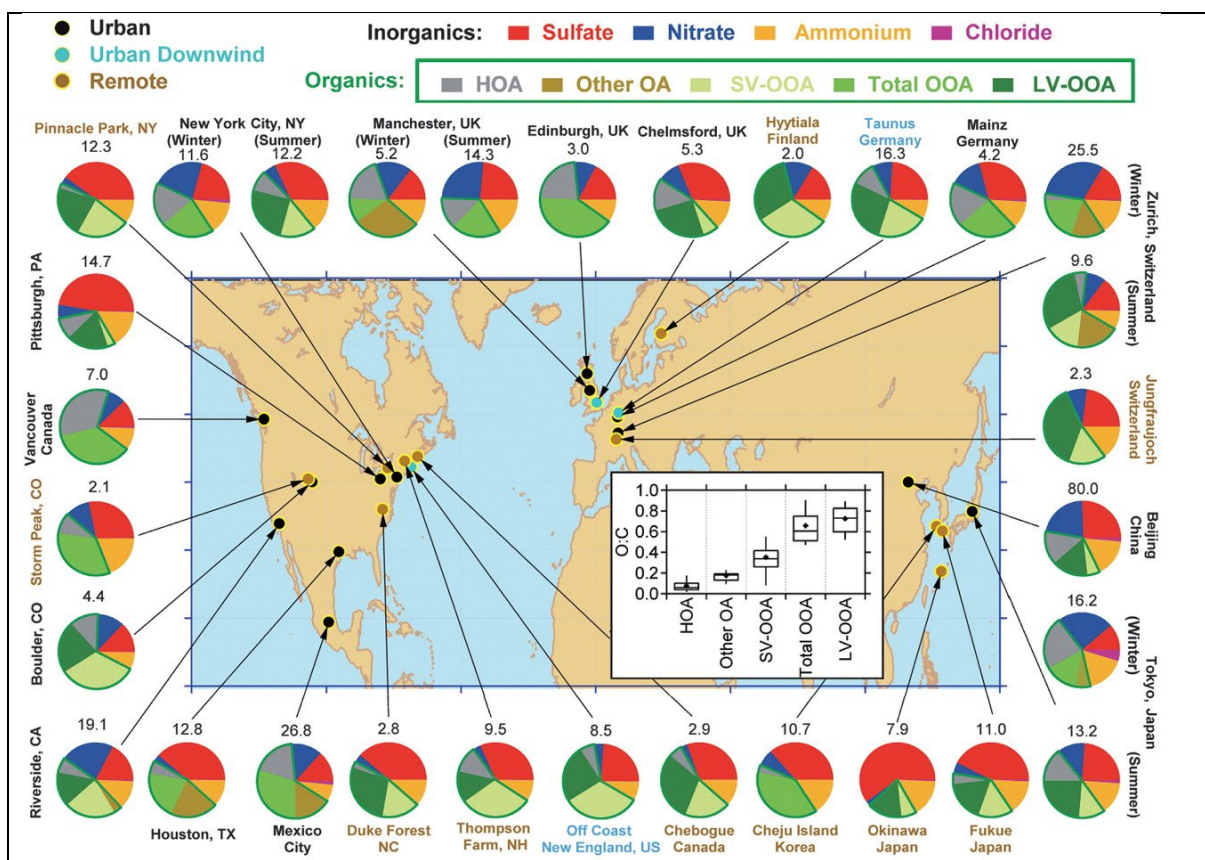 Urban
Urban Downwind
Remote
Inorganics: Sulfate Nitrate Ammonium Chloride
Organics: HOA Other OA SV-OOA Total OOA LV-OOA
Pinnacle Park, NY
12.3
New York City, NY
(Winter) (Summer)
11.6 12.2
Manchester, UK
(Winter) (Summer)
5.2 14.3
Edinburgh, UK
3.0
Chelmsford, UK
5.3
Hyytiala
Finland
2.0
Taunus
Germany
16.3
Mainz
Germany
4.2
25.5
Zurich, Switzerland
(Winter) (Summer)
9.6
Pittsburgh, PA
14.7
Vancouver
Canada
7.0
Storm Peak, CO
2.1
Boulder, CO
4.4
Riverside, CA
19.1
Jungfraujoch
Switzerland
2.3
Beijing
China
80.0
Tokyo, Japan
(Winter) (Summer)
16.2
13.2
O:C
1.0
0.8
0.6
0.4
0.2
0.0
HOA
Other OA
SV-OOA
Total OOA
LV-OOA
12.8
Houston, TX
26.8
Mexico
City
2.8
Duke Forest
NC
9.5
Thompson
Farm, NH
8.5
Off Coast
New England, US
2.9
Chebogue
Canada
10.7
Cheju Island
Korea
7.9
Okinawa
Japan
11.0
Fukue
Japan